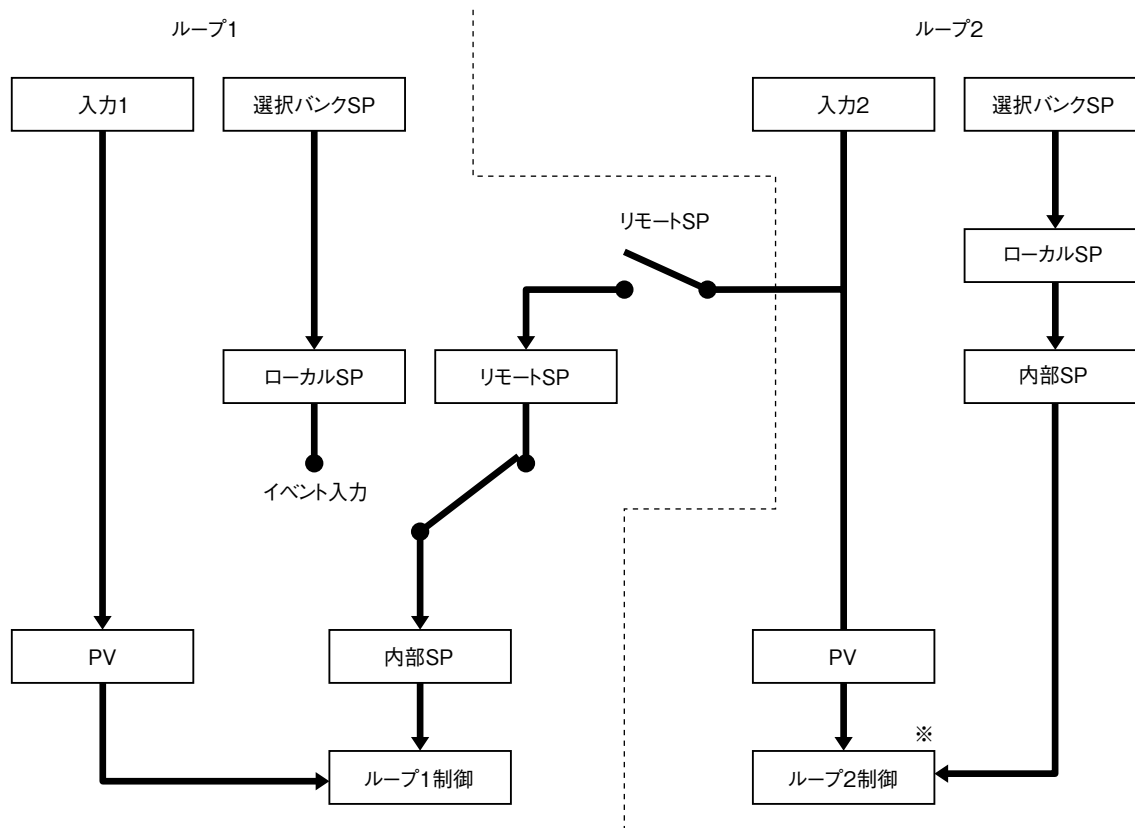 ループ1
ループ2
入力1
選択バンクSP
入力2
選択バンクSP
リモートSP
ローカルSP
ローカルSP
リモートSP
内部SP
イベント入力
PV
内部SP
PV
※
ループ1制御
ループ2制御